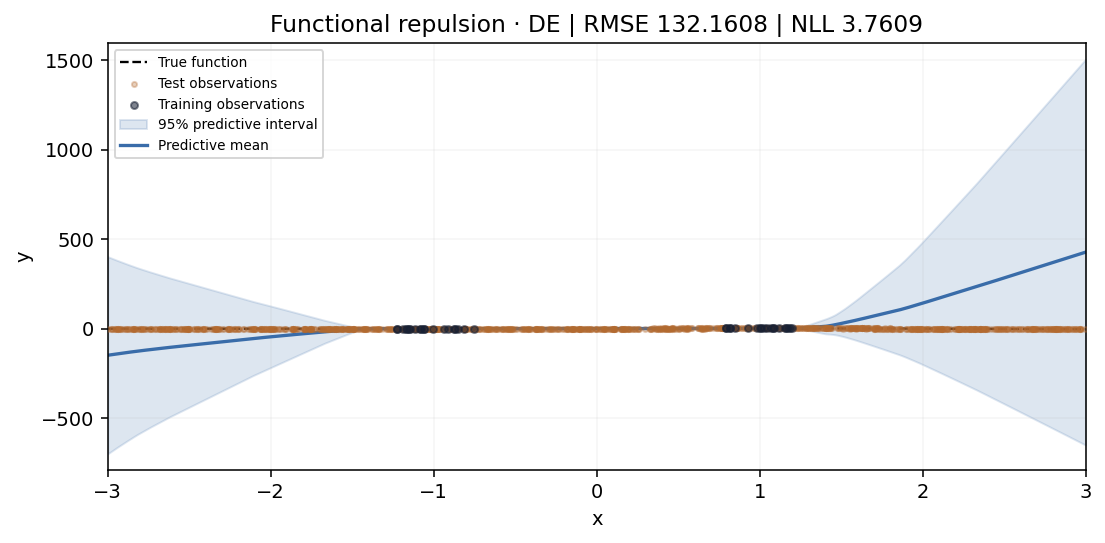 Functional repulsion · DE | RMSE 132.1608 | NLL 3.7609
True function
Test observations
Training observations
95% predictive interval
Predictive mean
1500
1000
500
0
−500
y
−3
−2
−1
0
1
2
3
x